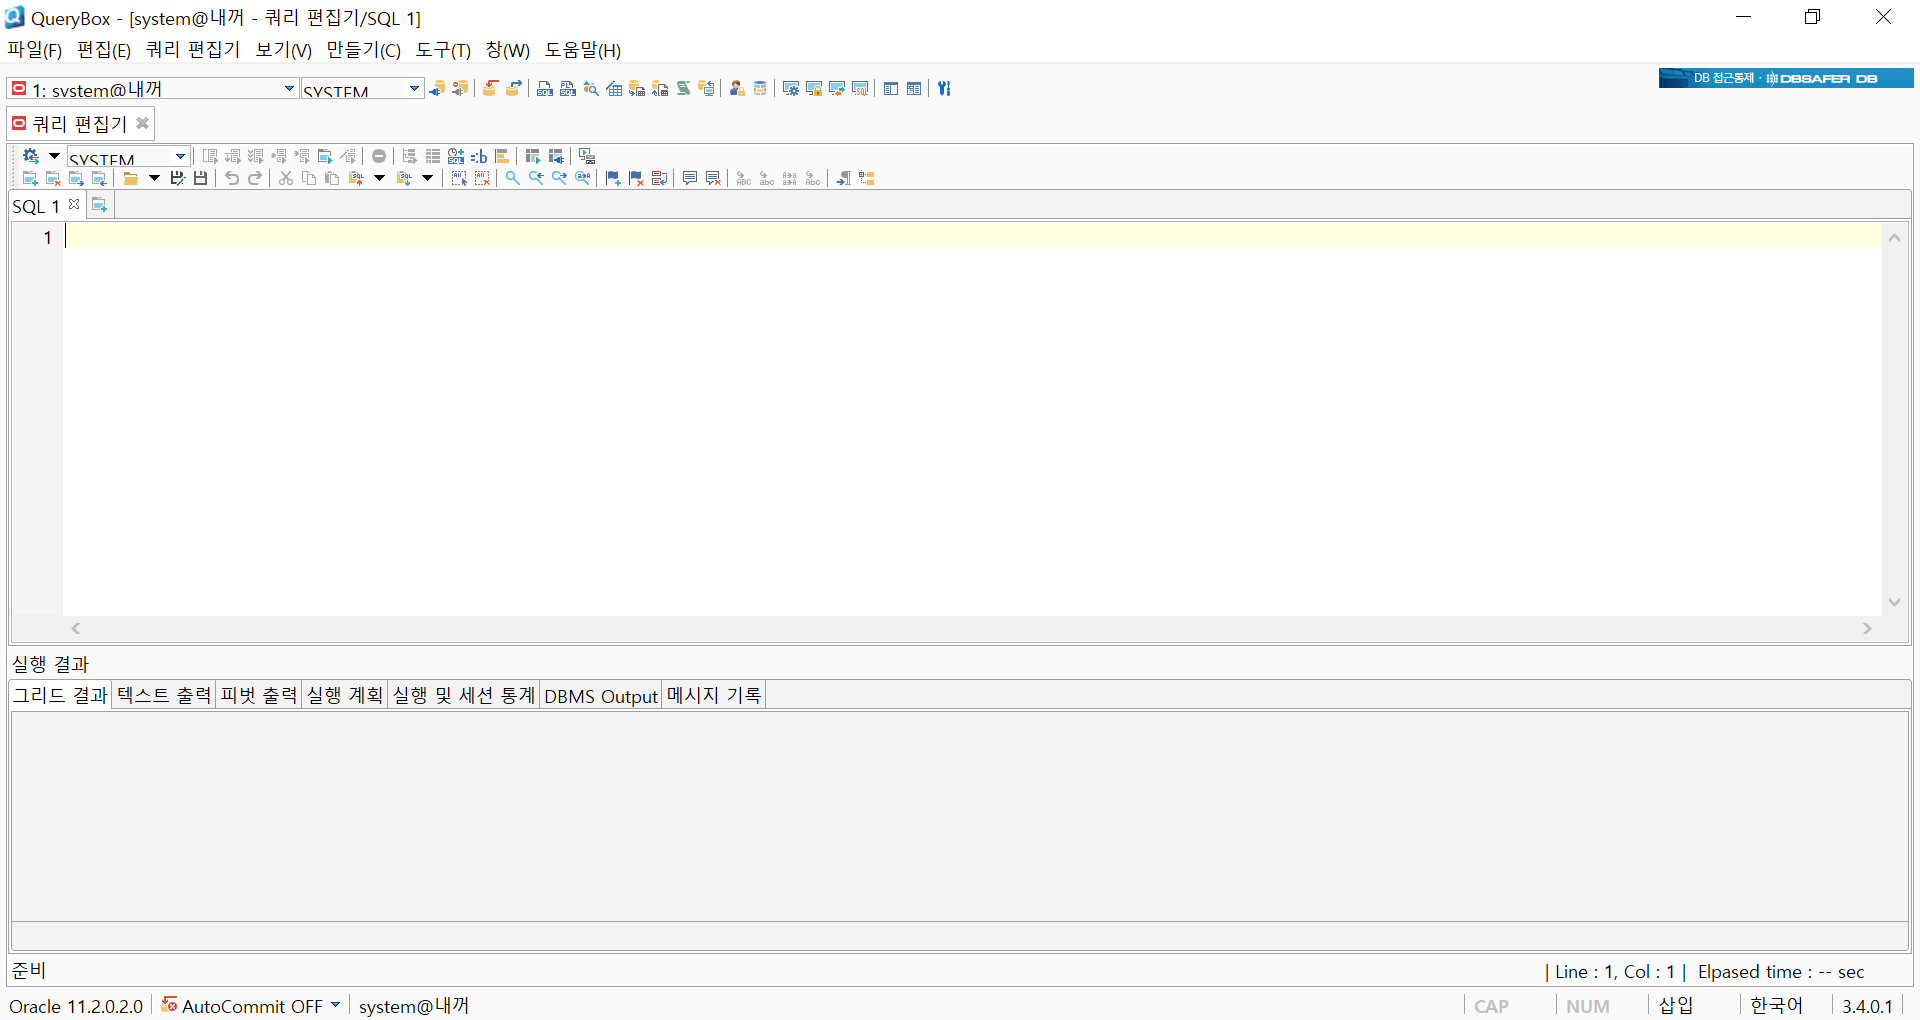 QueryBox - [system@내꺼 - 쿼리 편집기/SQL 1]
파일(F) 편집(E) 쿼리 편집기 보기(V) 만들기(C) 도구(T) 창(W) 도움말(H)
1: system@내꺼 SYSTEM
DB 접근통제 · DBSAFER DB
쿼리 편집기
SYSTEM
SQL 1
1
실행 결과
그리드 결과 텍스트 출력 피벗 출력 실행 계획 실행 및 세션 통계 DBMS Output 메시지 기록
준비 | Line : 1, Col : 1 | Elpased time : -- sec
Oracle 11.2.0.2.0 AutoCommit OFF system@내꺼 CAP NUM 삽입 한국어 3.4.0.1